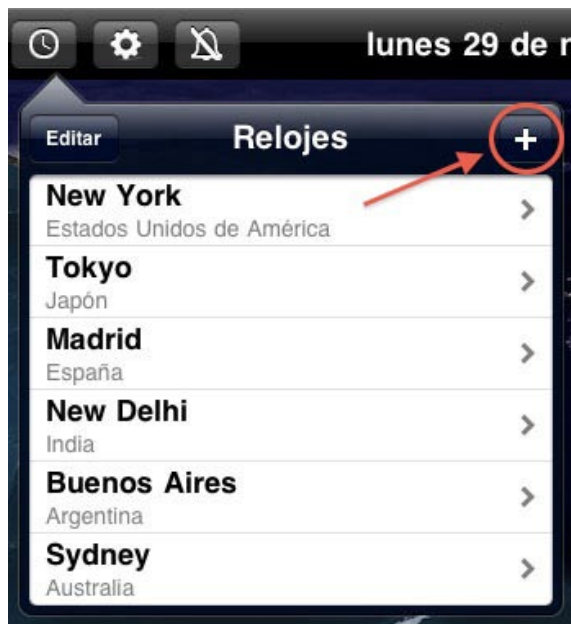 lunes 29 de
Editar
Relojes
+
New York
Estados Unidos de América
Tokyo
Japón
Madrid
España
New Delhi
India
Buenos Aires
Argentina
Sydney
Australia